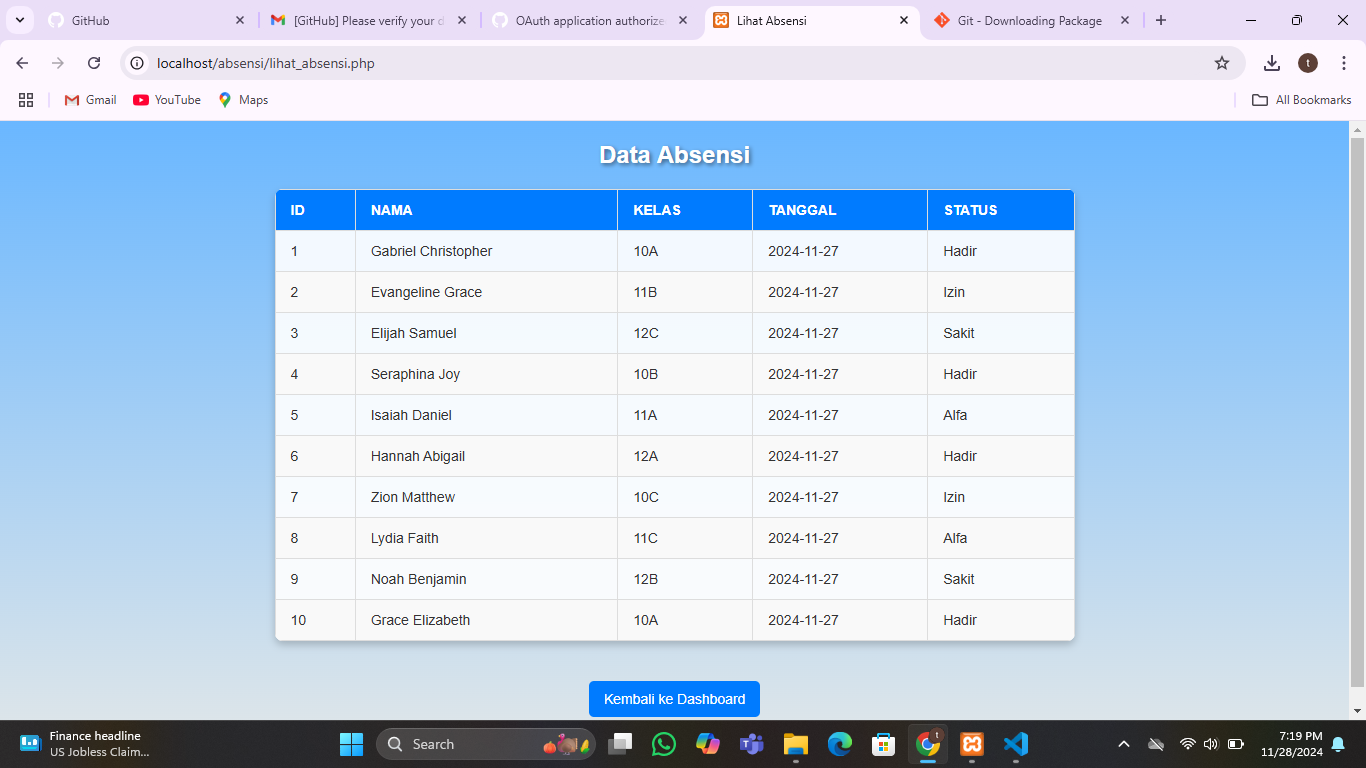 GitHub
[GitHub] Please verify your d
OAuth application authorize
Lihat Absensi
Git - Downloading Package
localhost/absensi/lihat_absensi.php
t
Gmail
YouTube
Maps
All Bookmarks
Data Absensi
ID NAMA KELAS TANGGAL STATUS
1 Gabriel Christopher 10A 2024-11-27 Hadir
2 Evangeline Grace 11B 2024-11-27 Izin
3 Elijah Samuel 12C 2024-11-27 Sakit
4 Seraphina Joy 10B 2024-11-27 Hadir
5 Isaiah Daniel 11A 2024-11-27 Alfa
6 Hannah Abigail 12A 2024-11-27 Hadir
7 Zion Matthew 10C 2024-11-27 Izin
8 Lydia Faith 11C 2024-11-27 Alfa
9 Noah Benjamin 12B 2024-11-27 Sakit
10 Grace Elizabeth 10A 2024-11-27 Hadir
Kembali ke Dashboard
Finance headline
US Jobless Claim...
Search
7:19 PM
11/28/2024